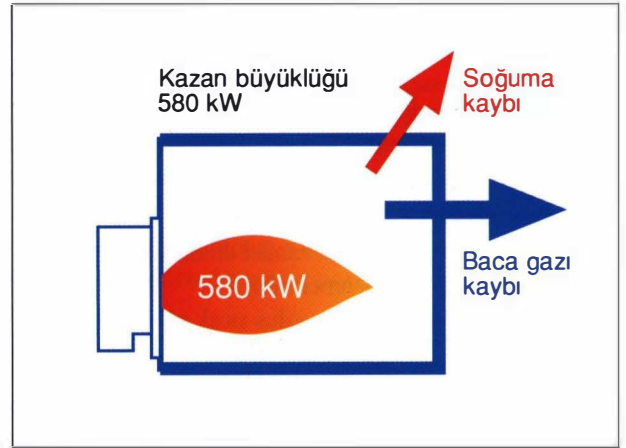 Kazan büyüklüğü
580 kW
Soğuma
kaybı
580 kW
Baca gazı
kaybı